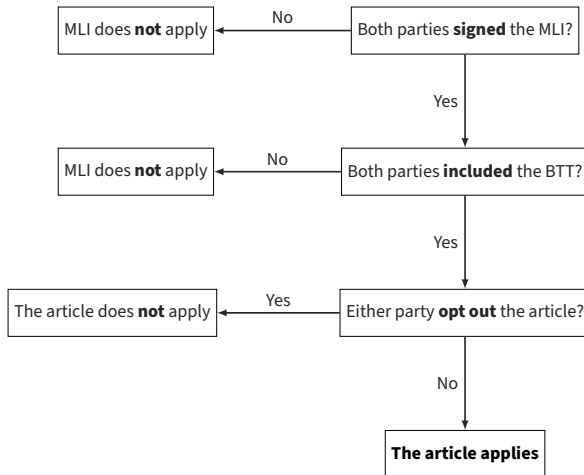 MLI does not apply
No
Both parties signed the MLI?
Yes
MLI does not apply
No
Both parties included the BTT?
Yes
The article does not apply
Yes
Either party opt out the article?
No
The article applies